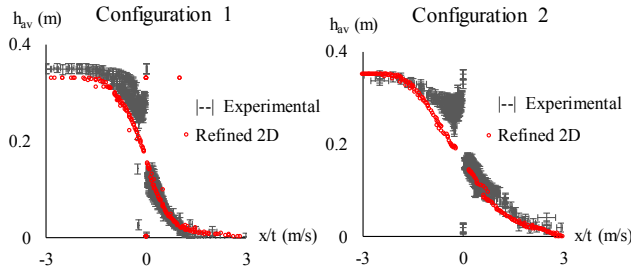 Configuration 1
h_av (m)
0.4
0.2
0
-3
0
3
x/t (m/s)
|--| Experimental
Refined 2D
Configuration 2
h_av (m)
0.4
0.2
0
-3
0
3
x/t (m/s)
|--| Experimental
Refined 2D